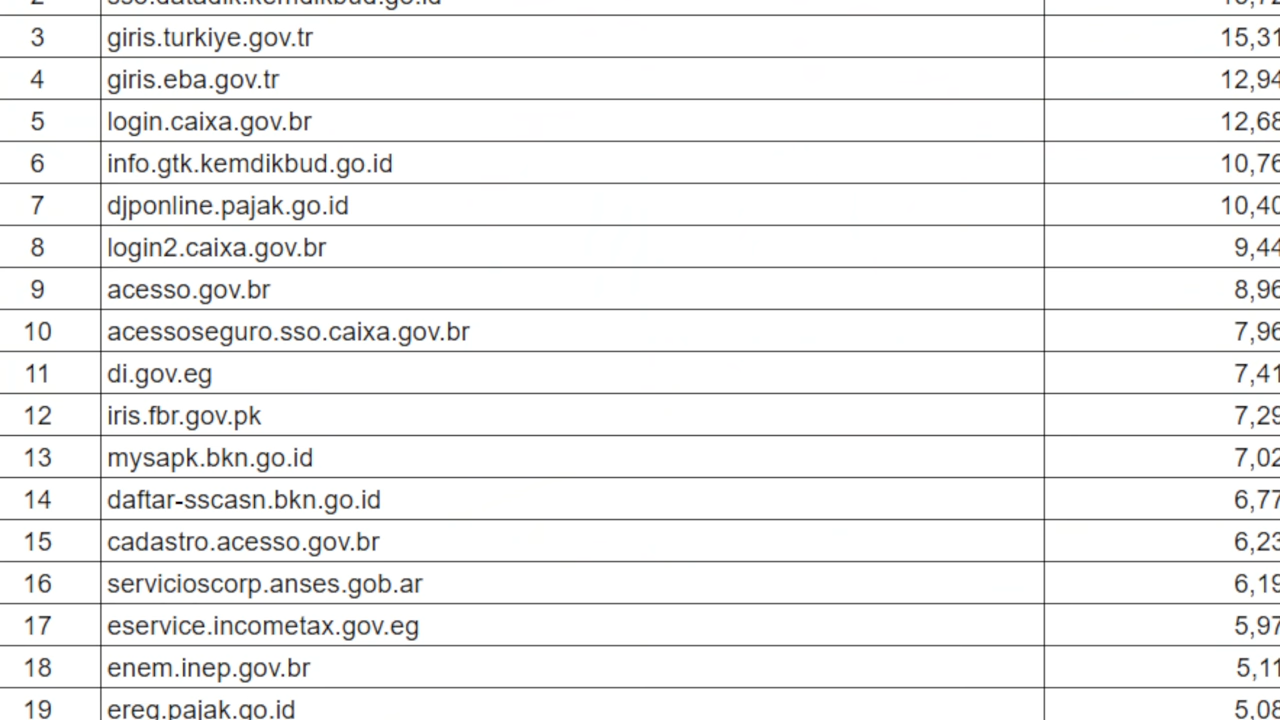 3 giris.turkiye.gov.tr 15,31
4 giris.eba.gov.tr 12,94
5 login.caixa.gov.br 12,68
6 info.gtk.kemdikbud.go.id 10,76
7 djponline.pajak.go.id 10,40
8 login2.caixa.gov.br 9,44
9 acesso.gov.br 8,96
10 acessoseguro.sso.caixa.gov.br 7,96
11 di.gov.eg 7,41
12 iris.fbr.gov.pk 7,29
13 mysapk.bkn.go.id 7,02
14 daftar-sscasn.bkn.go.id 6,77
15 cadastro.acesso.gov.br 6,23
16 servicioscorp.anses.gob.ar 6,19
17 eservice.incometax.gov.eg 5,97
18 enem.inep.gov.br 5,11
19 ereg.pajak.go.id 5,08